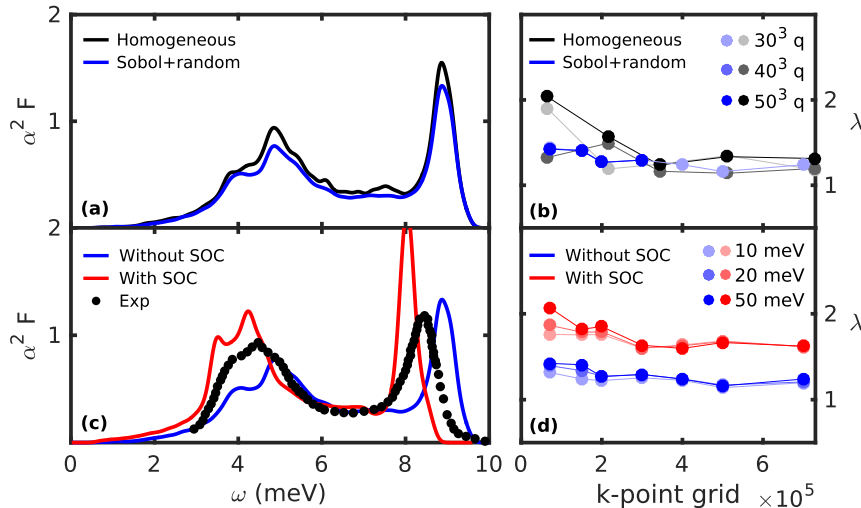 2
1
2
1
α² F
α² F
Homogeneous
Sobol+random
(a)
Homogeneous
Sobol+random
30³ q
40³ q
50³ q
(b)
2
1
λ
Without SOC
With SOC
Exp
(c)
0
2
4
6
8
10
ω (meV)
Without SOC
With SOC
10 meV
20 meV
50 meV
(d)
2
1
λ
0
2
4
6
k-point grid ×10⁵